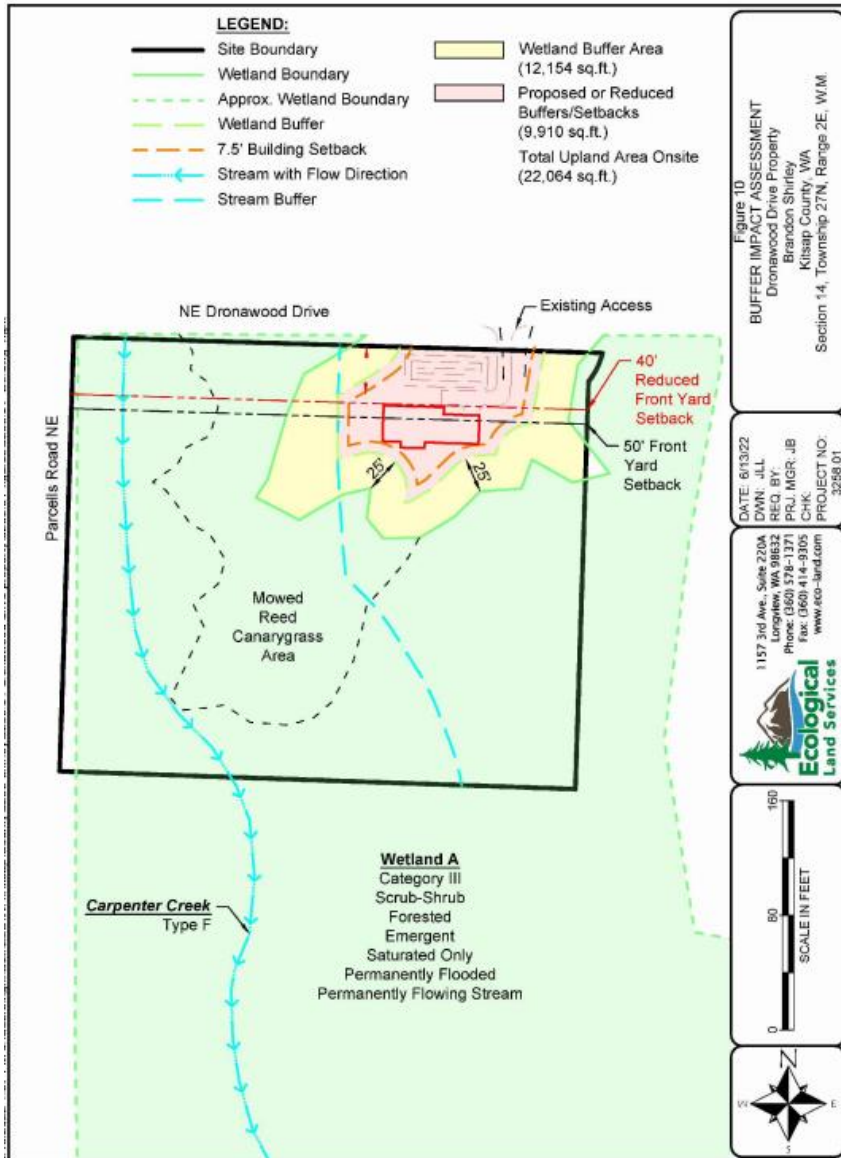 LEGEND:
Site Boundary
Wetland Boundary
Approx. Wetland Boundary
Wetland Buffer
7.5' Building Setback
Stream with Flow Direction
Stream Buffer
Wetland Buffer Area
(12,154 sq.ft.)
Proposed or Reduced
Buffers/Setbacks
(9,910 sq.ft.)
Total Upland Area Onsite
(22,064 sq.ft.)
NE Dronawood Drive
Existing Access
40'
Reduced
Front Yard
Setback
50' Front
Yard
Setback
Parcells Road NE
25'
25'
Mowed
Reed
Canarygrass
Area
Carpenter Creek
Type F
Wetland A
Category III
Scrub-Shrub
Forested
Emergent
Saturated Only
Permanently Flooded
Permanently Flowing Stream
Figure 10
BUFFER IMPACT ASSESSMENT
Dronawood Drive Property
Brandon Shirley
Kitsap County, WA
Section 14, Township 27N, Range 2E, W.M.
DATE: 6/13/22
DWN: JLL
REQ. BY:
PRJ. MGR: JB
CHK:
PROJECT NO:
3258.01
1157 3rd Ave., Suite 220A
Longview, WA 98632
Phone: (360) 578-1371
Fax: (360) 414-9305
www.eco-land.com
Ecological
Land Services
0 80 160
SCALE IN FEET
N
W
E
S